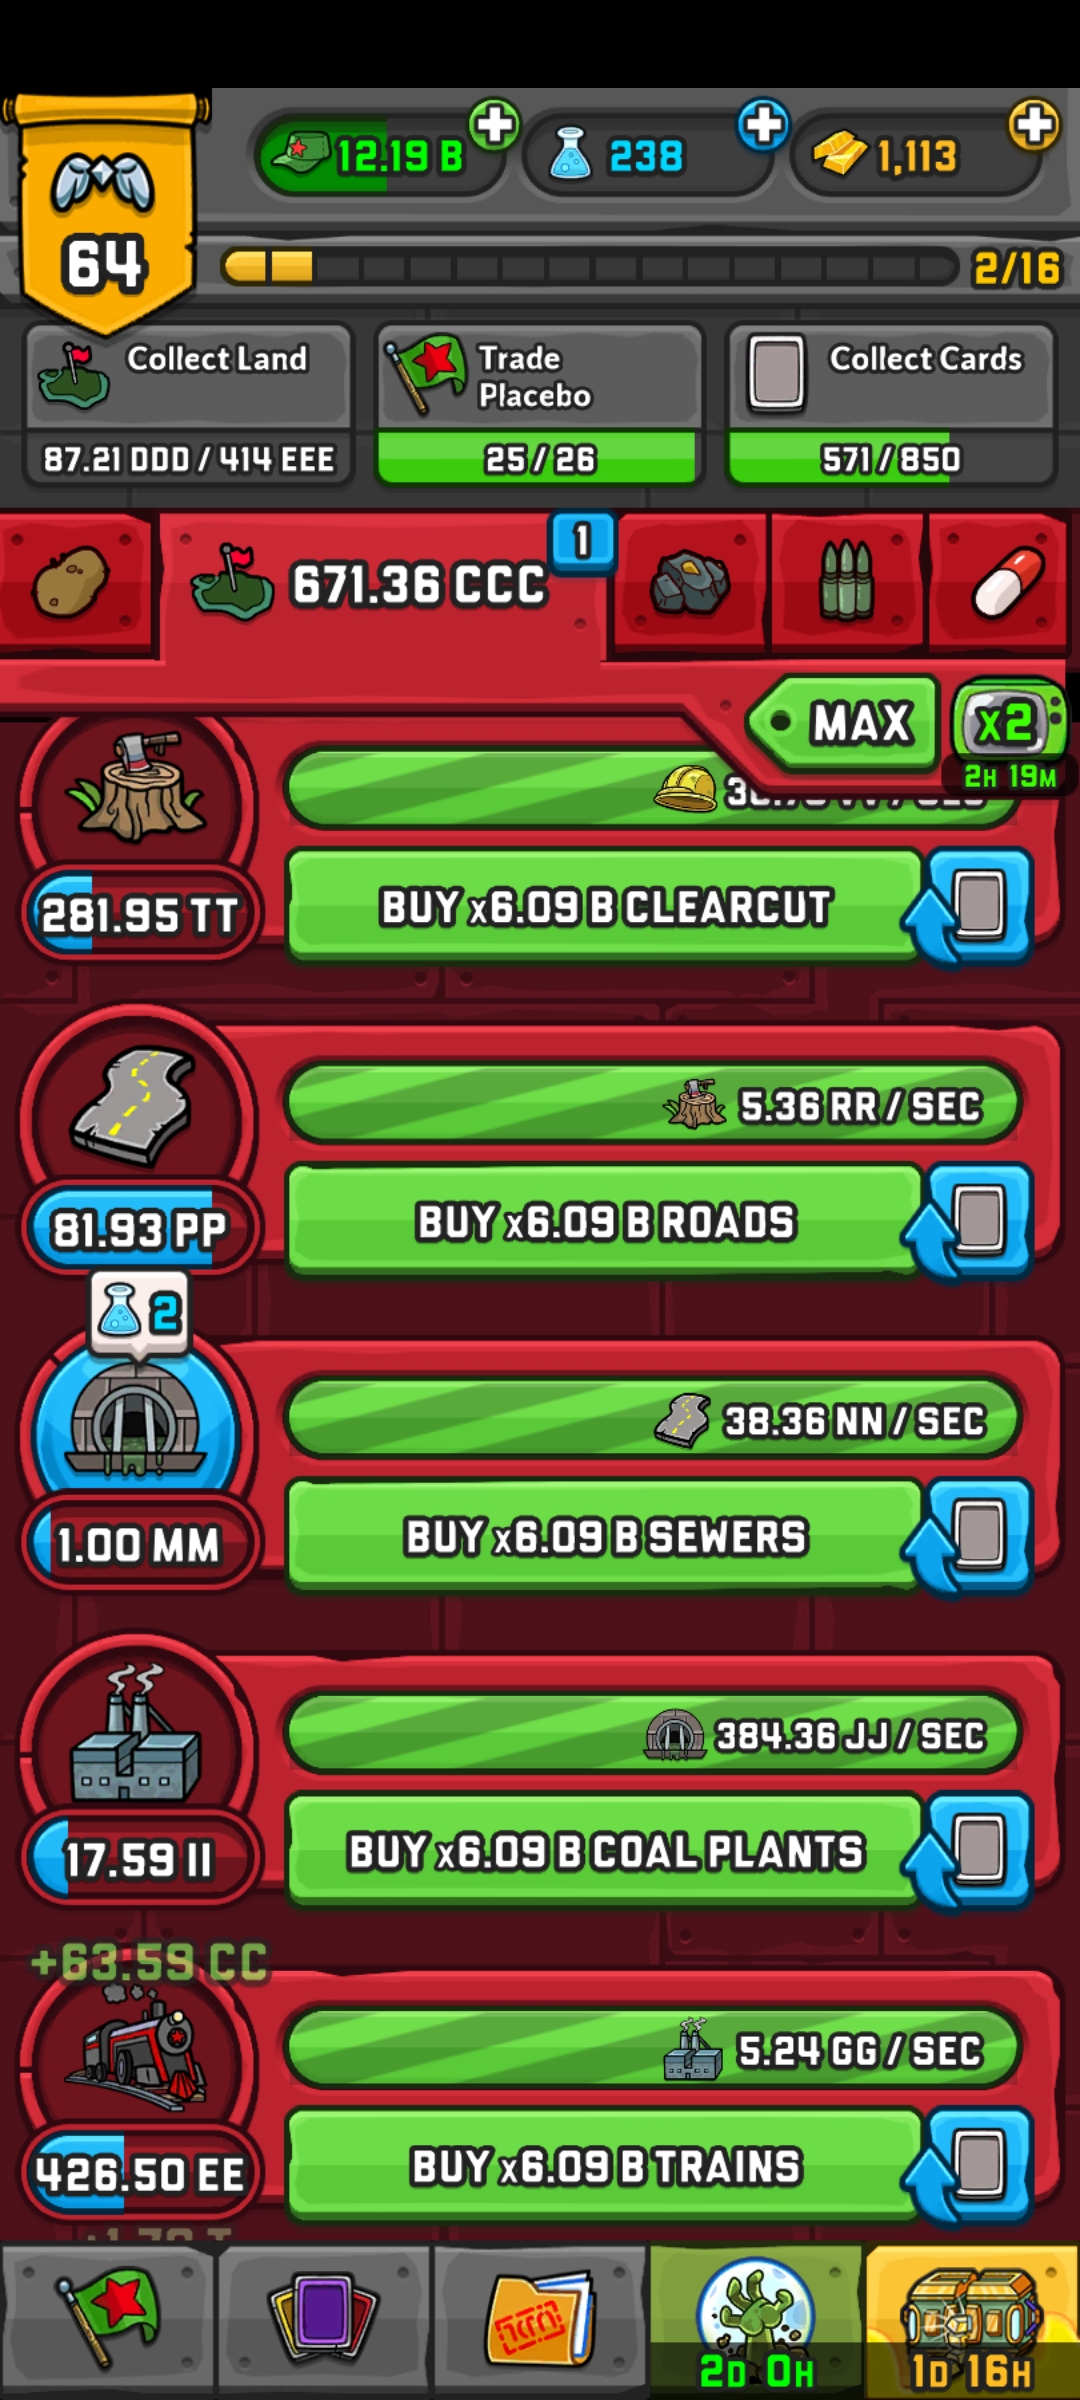 12.19 B
238
1,113
64
2/16
Collect Land
87.21 DDD / 414 EEE
Trade
Placebo
25 / 26
Collect Cards
571 / 850
671.36 CCC
1
MAX
x2
2H 19M
281.95 TT
BUY x6.09 B CLEARCUT
5.36 RR / SEC
81.93 PP
BUY x6.09 B ROADS
2
38.36 NN / SEC
1.00 MM
BUY x6.09 B SEWERS
384.36 JJ / SEC
17.59 II
BUY x6.09 B COAL PLANTS
+63.59 CC
5.24 GG / SEC
426.50 EE
BUY x6.09 B TRAINS
2D 0H
1D 16H